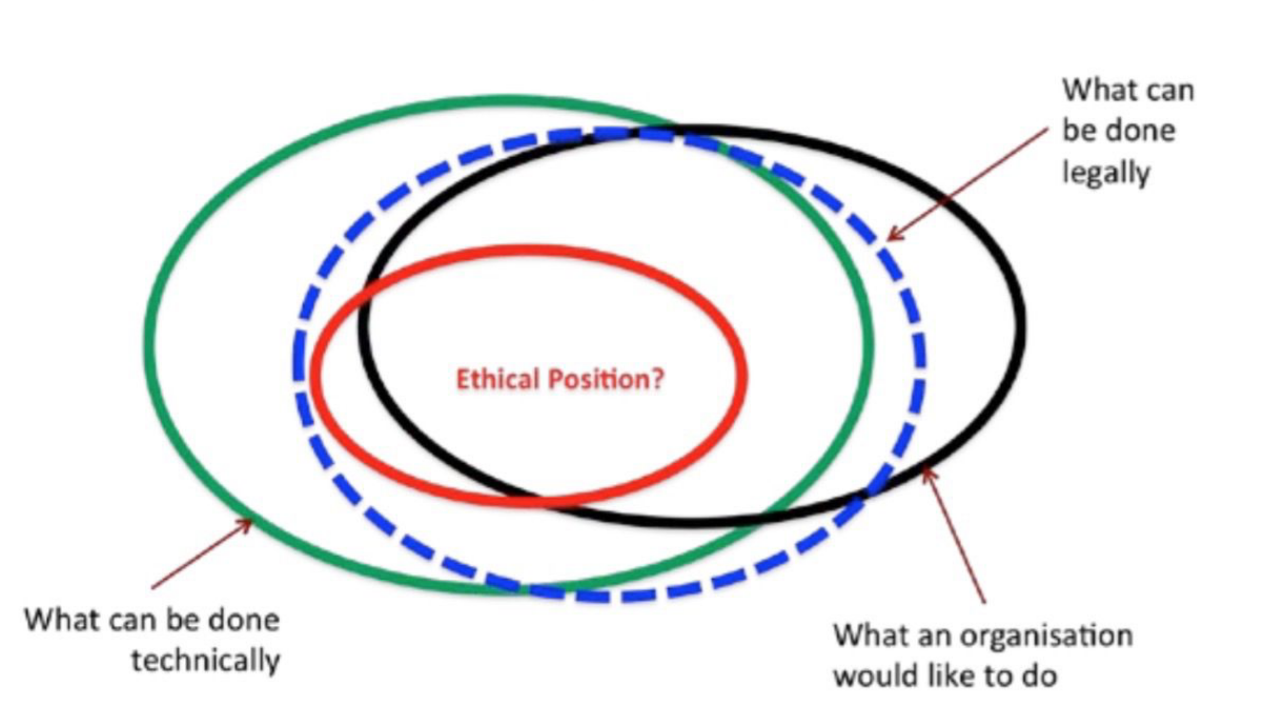 What can
be done
legally
Ethical Position?
What can be done
technically
What an organisation
would like to do